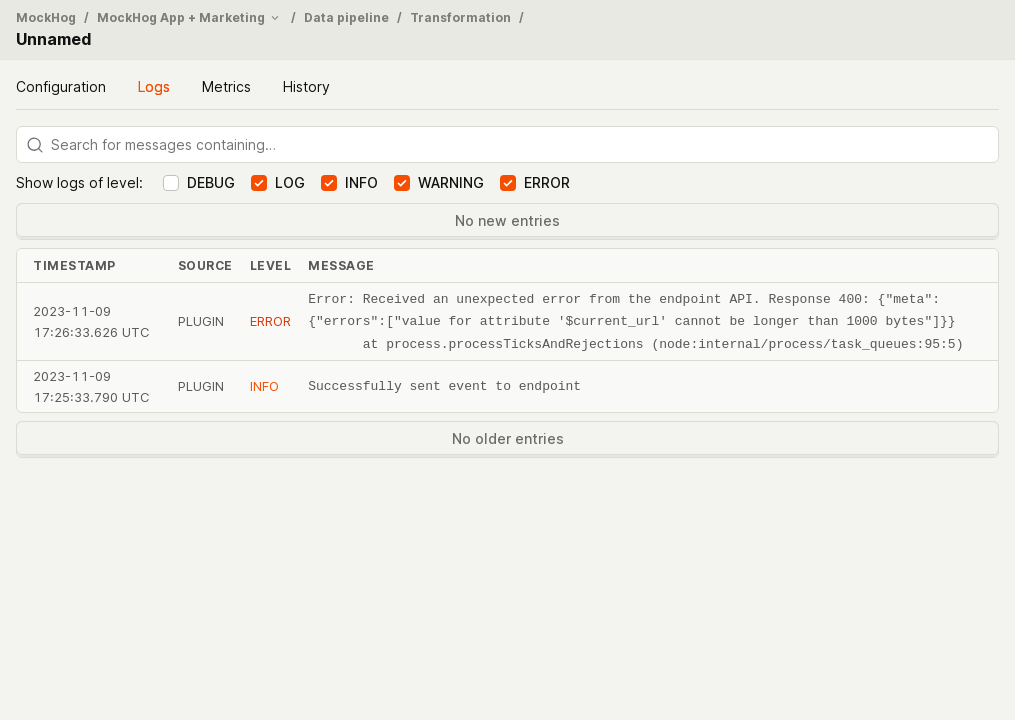 MockHog / MockHog App + Marketing / Data pipeline / Transformation /
Unnamed
Configuration Logs Metrics History
Search for messages containing…
Show logs of level: DEBUG LOG INFO WARNING ERROR
No new entries
TIMESTAMP SOURCE LEVEL MESSAGE
2023-11-09
17:26:33.626 UTC
PLUGIN
ERROR
Error: Received an unexpected error from the endpoint API. Response 400: {"meta":
{"errors":["value for attribute '$current_url' cannot be longer than 1000 bytes"]}}
at process.processTicksAndRejections (node:internal/process/task_queues:95:5)
2023-11-09
17:25:33.790 UTC
PLUGIN
INFO
Successfully sent event to endpoint
No older entries